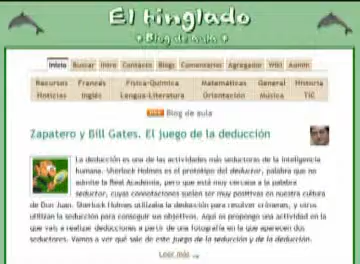 El tinglado
Blog de aula
Inicio Buscar Intro Contacto Blogs Comentarios Agregador Wiki Admin
Recursos Francés Física-Química Matemáticas General Historia
Noticias Inglés Lengua-Literatura Orientación Música TIC
Blog de aula
Zapatero y Bill Gates. El juego de la deducción
La deducción es una de las actividades más seductoras de la inteligencia
humana. Sherlock Holmes es el prototipo del deductor, palabra que no
admite la Real Academia, pero que está muy cercana a la palabra
seductor, cuyas connotaciones suelen ser muy positivas en nuestra cultura
de Don Juan. Sherlock Holmes utilizaba la deducción para resolver crímenes, y otros
utilizan la seducción para conseguir sus objetivos. Aquí os propongo una actividad en la
que vais a realizar deducciones a partir de una fotografía en la que aparecen dos
seductores. Vamos a ver qué sale de este juego de la seducción y de la deducción.
Leer más